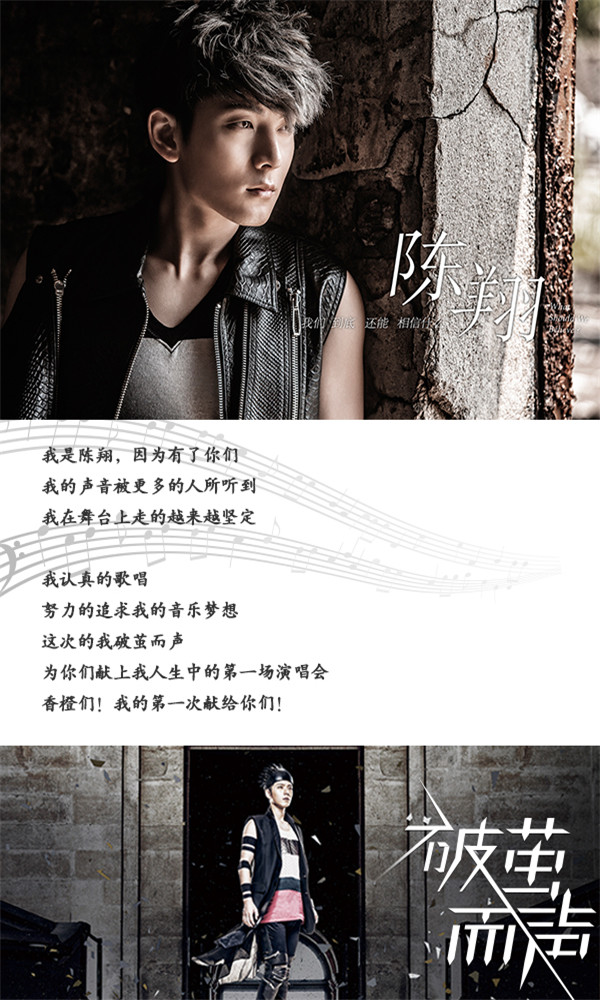 陈翔
我们 到底 还能 相信什么
我是陈翔，因为有了你们
我的声音被更多的人所听到
我在舞台上走的越来越坚定
我认真的歌唱
努力的追求我的音乐梦想
这次的我破茧而声
为你们献上我人生中的第一场演唱会
香橙们！我的第一次献给你们！
破茧
而声